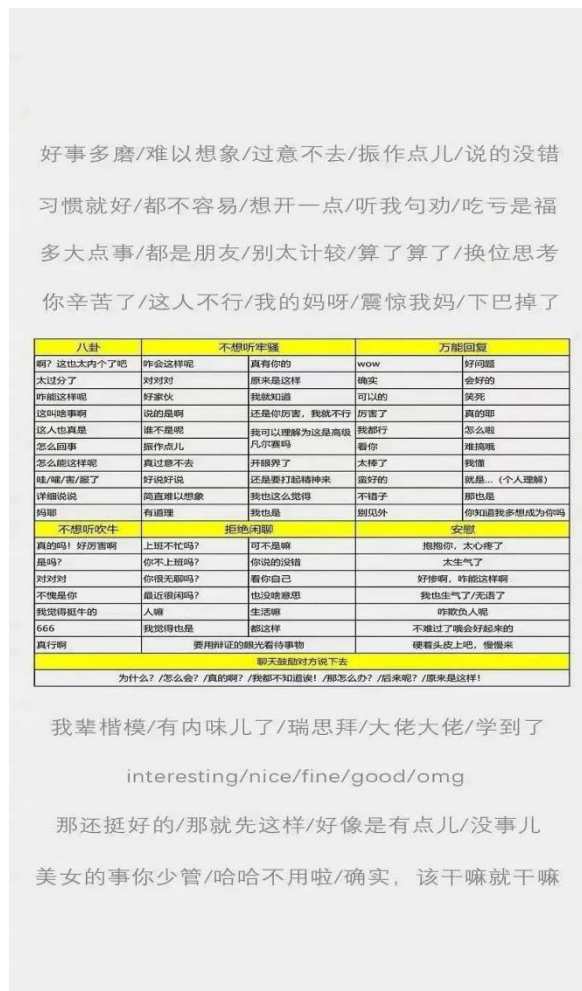 好事多磨/难以想象/过意不去/振作点儿/说的没错
习惯就好/都不容易/想开一点/听我句劝/吃亏是福
多大点事/都是朋友/别太计较/算了算了/换位思考
你辛苦了/这人不行/我的妈呀/震惊我妈/下巴掉了
八卦 不想听牢骚 万能回复
啊？这也太内个了吧 咋会这样呢 真有你的 wow 好问题
太过分了 对对对 原来是这样 确实 会好的
咋能这样呢 好家伙 我就知道 可以的 笑死
这叫啥事啊 说的是啊 还是你厉害，我就不行 厉害了 真的耶
这人也真是 谁不是呢 我可以理解为这是高级凡尔赛吗 我都行 怎么啦
怎么回事 振作点儿 看你 难搞哦
怎么能这样呢 真过意不去 开眼界了 太棒了 我懂
哇/嚯/害/服了 好说好说 还是要打起精神来 蛮好的 就是...（个人理解）
详细说说 简直难以想象 我也这么觉得 不错子 那也是
妈耶 有道理 我也是 别见外 你知道我多想成为你吗
不想听吹牛 拒绝闲聊 安慰
真的吗！好厉害啊 上班不忙吗？ 可不是嘛 抱抱你，太心疼了
是吗？ 你不上班吗？ 你说的没错 太生气了
对对对 你很无聊吗？ 看你自己 好惨啊，咋能这样啊
不愧是你 最近很闲吗？ 也没啥意思 我也生气了/无语了
我觉得挺牛的 人嘛 生活嘛 咋欺负人呢
666 我觉得也是 都这样 不难过了哦会好起来的
真行啊 要用辩证的眼光看待事物 硬着头皮上吧，慢慢来
聊天鼓励对方说下去
为什么？/怎么会？/真的啊？/我都不知道诶！/那怎么办？/后来呢？/原来是这样！
我辈楷模/有内味儿了/瑞思拜/大佬大佬/学到了
interesting/nice/fine/good/omg
那还挺好的/那就先这样/好像是有点儿/没事儿
美女的事你少管/哈哈不用啦/确实，该干嘛就干嘛